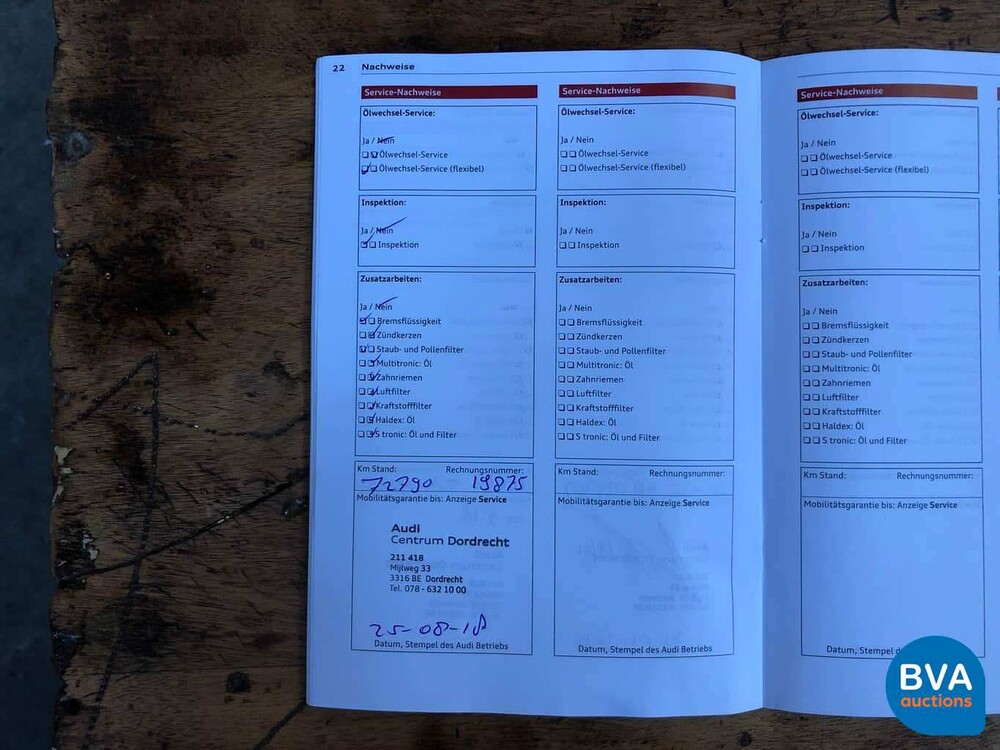 22 Nachweise
Service-Nachweise
Ölwechsel-Service:
Ja / Nein
Ölwechsel-Service
Ölwechsel-Service (flexibel)
Inspektion:
Ja / Nein
Inspektion
Zusatzarbeiten:
Ja / Nein
Bremsflüssigkeit
Zündkerzen
Staub- und Pollenfilter
Multitronic: Öl
Zahnriemen
Luftfilter
Kraftstofffilter
Haldex: Öl
S tronic: Öl und Filter
Km Stand: Rechnungsnummer:
72790 19875
Mobilitätsgarantie bis: Anzeige Service
Audi
Centrum Dordrecht
211 418
Mijlweg 33
3316 BE Dordrecht
Tel. 078 - 632 10 00
25-08-18
Datum, Stempel des Audi Betriebs
Service-Nachweise
Ölwechsel-Service:
Ja / Nein
Ölwechsel-Service
Ölwechsel-Service (flexibel)
Inspektion:
Ja / Nein
Inspektion
Zusatzarbeiten:
Ja / Nein
Bremsflüssigkeit
Zündkerzen
Staub- und Pollenfilter
Multitronic: Öl
Zahnriemen
Luftfilter
Kraftstofffilter
Haldex: Öl
S tronic: Öl und Filter
Km Stand: Rechnungsnummer:
Mobilitätsgarantie bis: Anzeige Service
Datum, Stempel des Audi Betriebs
Service-Nachweise
Ölwechsel-Service:
Ja / Nein
Ölwechsel-Service
Ölwechsel-Service (flexibel)
Inspektion:
Ja / Nein
Inspektion
Zusatzarbeiten:
Ja / Nein
Bremsflüssigkeit
Zündkerzen
Staub- und Pollenfilter
Multitronic: Öl
Zahnriemen
Luftfilter
Kraftstofffilter
Haldex: Öl
S tronic: Öl und Filter
Km Stand: Rechnungsnummer:
Mobilitätsgarantie bis: Anzeige Service
Datum, Stempel
BVA
auctions